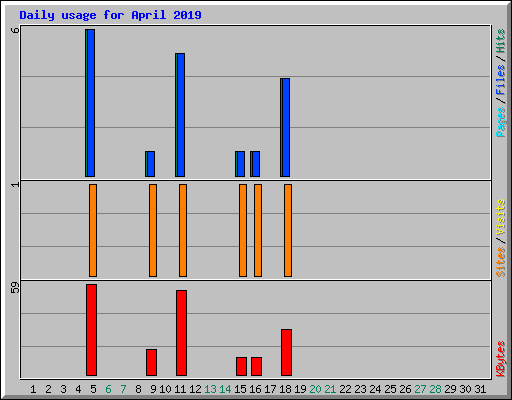 Daily usage for April 2019
6
1
59
Pages / Files / Hits
Sites / Visits
KBytes
1 2 3 4 5 6 7 8 9 10 11 12 13 14 15 16 17 18 19 20 21 22 23 24 25 26 27 28 29 30 31